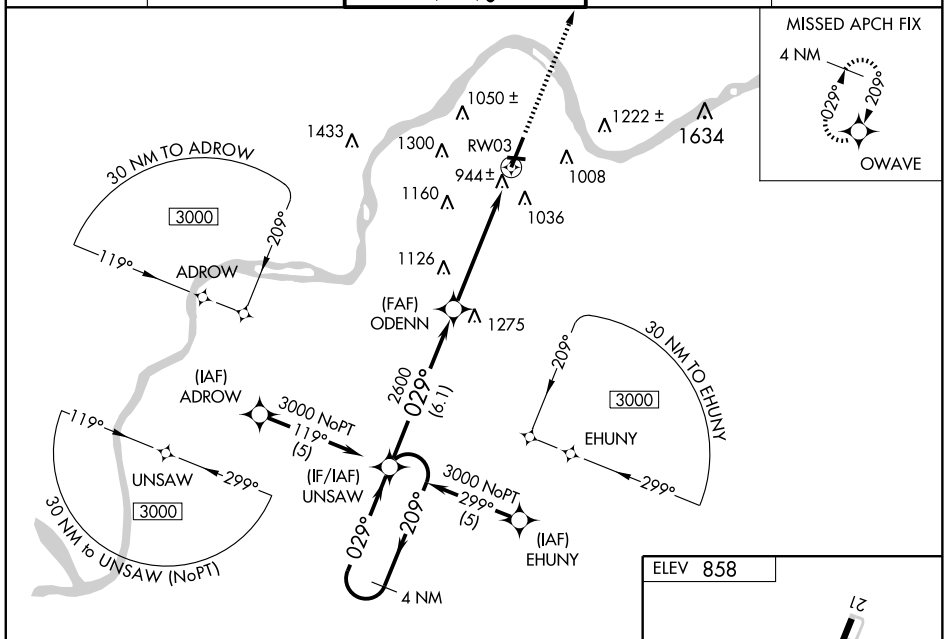 MISSED APCH FIX
4 NM
029°
209°
OWAVE
1050 ±
1433
1300
RW03
1222 ±
1634
944±
1008
1160
1036
30 NM TO ADROW
3000
209°
119°
ADROW
1126
(FAF)
ODENN
1275
30 NM TO EHUNY
209°
3000
EHUNY
299°
2600
029°
(6.1)
(IAF)
ADROW
3000 NoPT
119°
(5)
119°
UNSAW
299°
3000
30 NM to UNSAW (NoPT)
(IF/IAF)
UNSAW
3000 NoPT
299°
(5)
029°
209°
(IAF)
EHUNY
4 NM
ELEV 858
21